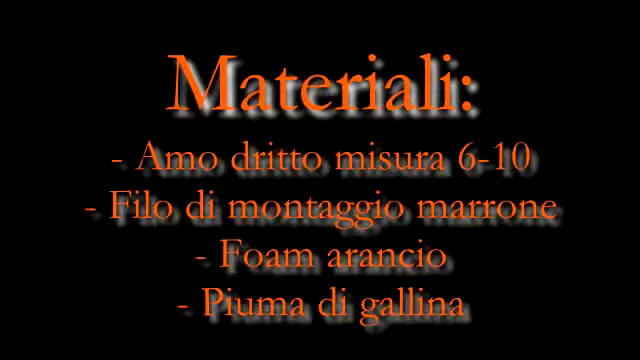 Materiali:
- Amo dritto misura 6-10
- Filo di montaggio marrone
- Foam arancio
- Piuma di gallina